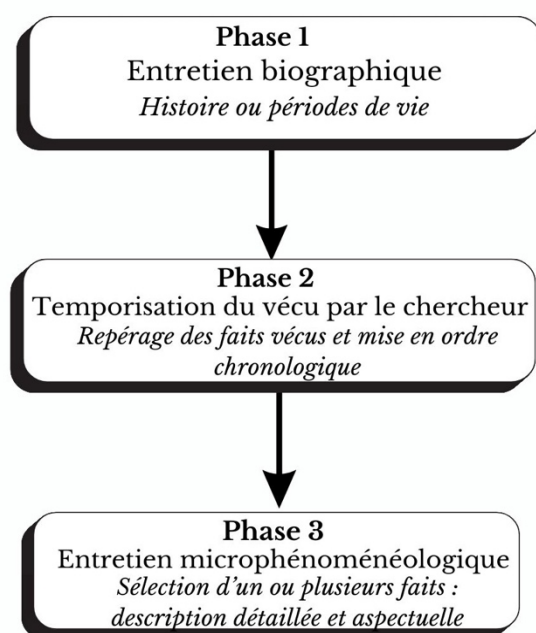 Phase 1
Entretien biographique
Histoire ou périodes de vie
Phase 2
Temporisation du vécu par le chercheur
Repérage des faits vécus et mise en ordre
chronologique
Phase 3
Entretien microphénoménologique
Sélection d'un ou plusieurs faits :
description détaillée et aspectuelle